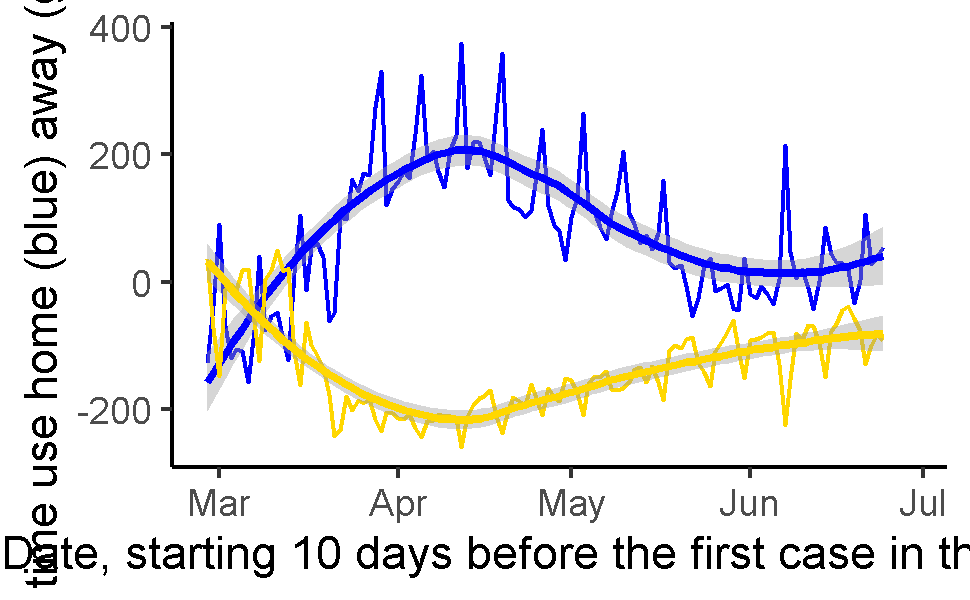 time use home (blue) away (
400
200
0
-200
Mar Apr May Jun Jul
Date, starting 10 days before the first case in th